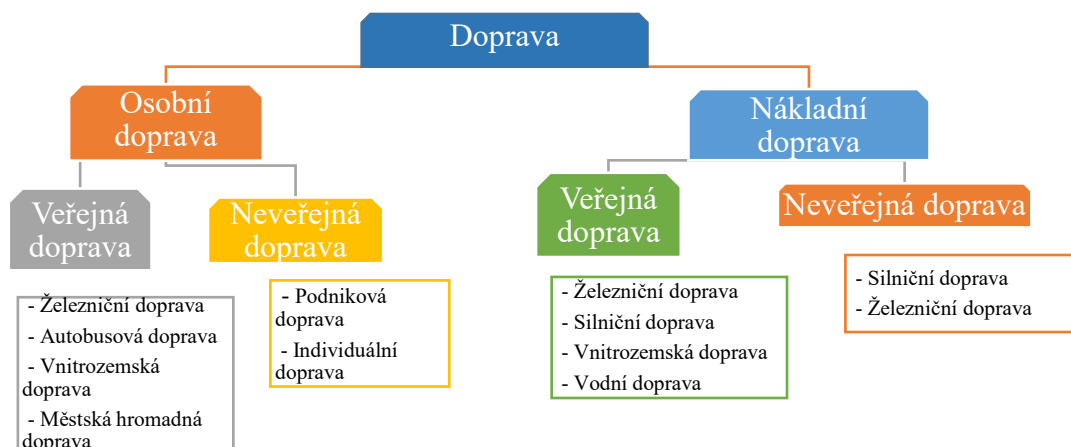 Doprava
Osobní
doprava
Nákladní
doprava
Veřejná
doprava
Neveřejná
doprava
Veřejná
doprava
Neveřejná doprava
- Železniční doprava
- Autobusová doprava
- Vnitrozemská
doprava
- Městská hromadná
doprava
- Podniková
doprava
- Individuální
doprava
- Železniční doprava
- Silniční doprava
- Vnitrozemská doprava
- Vodní doprava
- Silniční doprava
- Železniční doprava